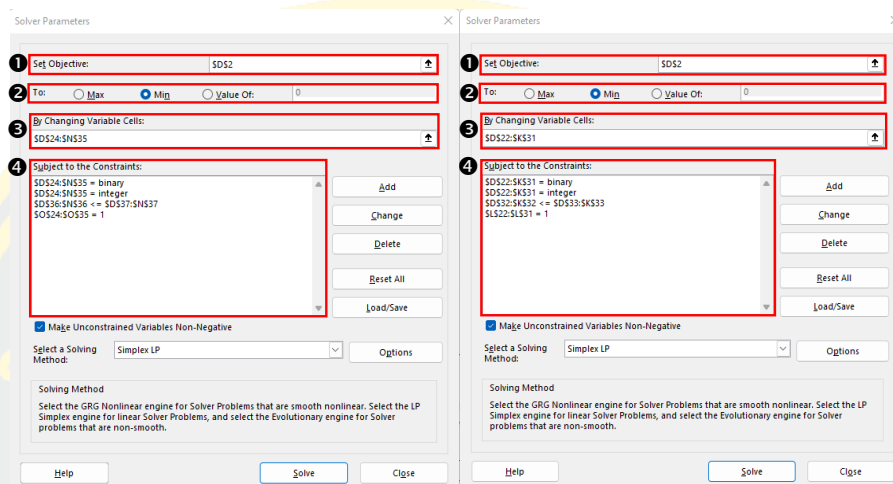 Solver Parameters
❶ Set Objective: $D$2
❷ To: Max Min Value Of: 0
❸ By Changing Variable Cells:
$D$24:$N$35
❹ Subject to the Constraints:
$D$24:$N$35 = binary
$D$24:$N$35 = integer
$D$36:$N$36 <= $D$37:$N$37
$O$24:$O$35 = 1
Add
Change
Delete
Reset All
Load/Save
Make Unconstrained Variables Non-Negative
Select a Solving Method: Simplex LP
Options
Solving Method
Select the GRG Nonlinear engine for Solver Problems that are smooth nonlinear. Select the LP
Simplex engine for linear Solver Problems, and select the Evolutionary engine for Solver
problems that are non-smooth.
Help
Solve
Close
Solver Parameters
❶ Set Objective: $D$2
❷ To: Max Min Value Of: 0
❸ By Changing Variable Cells:
$D$22:$K$31
❹ Subject to the Constraints:
$D$22:$K$31 = binary
$D$22:$K$31 = integer
$D$32:$K$32 <= $D$33:$K$33
$L$22:$L$31 = 1
Add
Change
Delete
Reset All
Load/Save
Make Unconstrained Variables Non-Negative
Select a Solving Method: Simplex LP
Options
Solving Method
Select the GRG Nonlinear engine for Solver Problems that are smooth nonlinear. Select the LP
Simplex engine for linear Solver Problems, and select the Evolutionary engine for Solver
problems that are non-smooth.
Help
Solve
Close